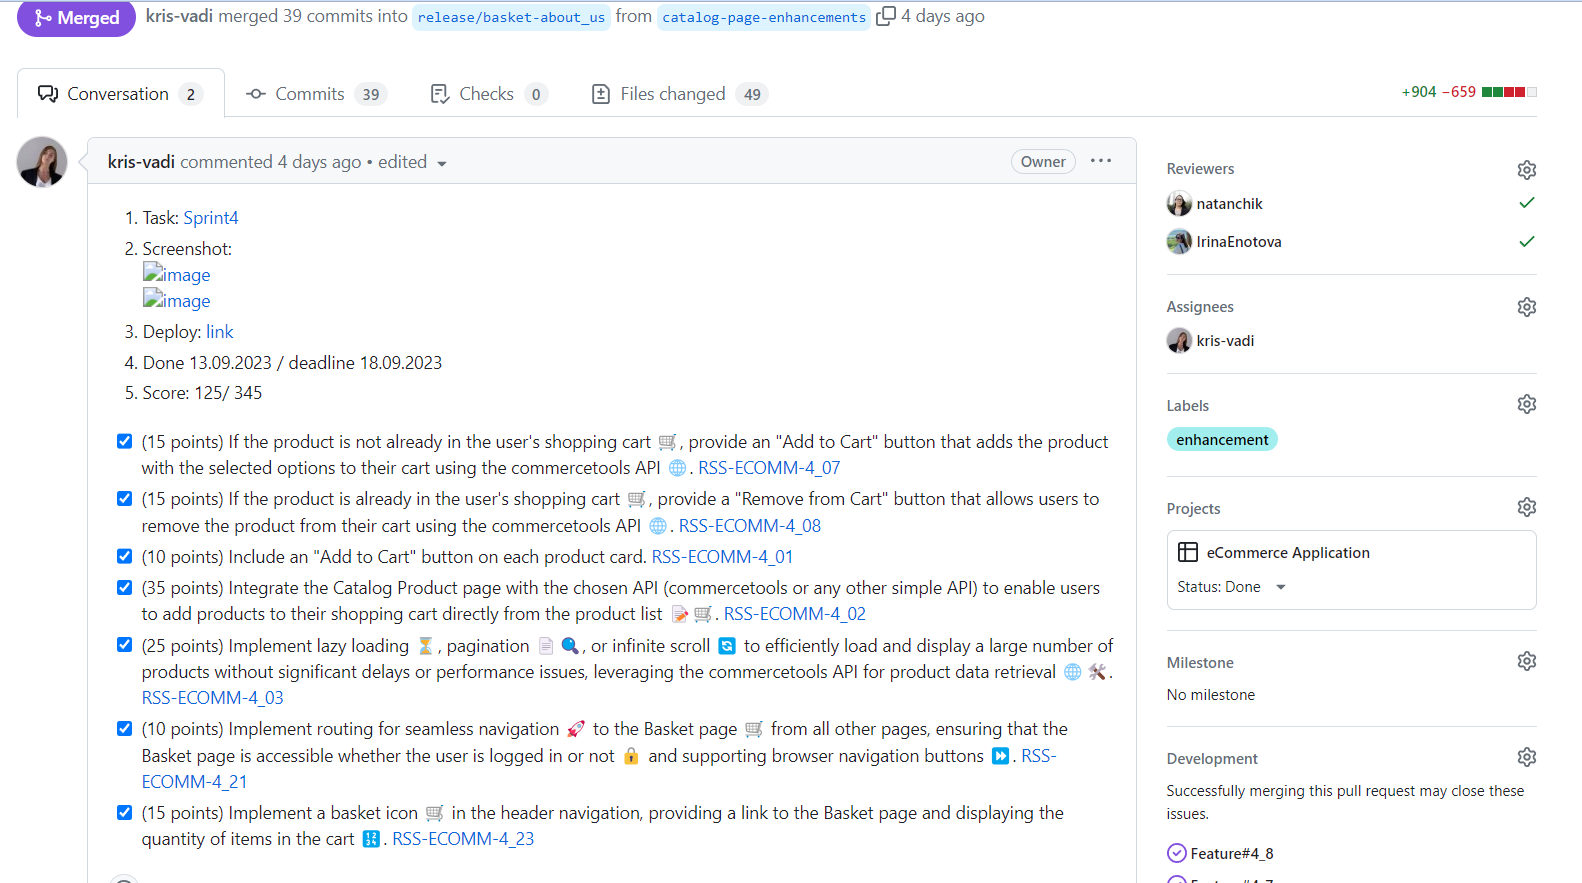 Merged kris-vadi merged 39 commits into release/basket-about_us from catalog-page-enhancements 4 days ago
Conversation 2 Commits 39 Checks 0 Files changed 49 +904 −659
kris-vadi commented 4 days ago • edited Owner
1. Task: Sprint4
2. Screenshot:
image
image
3. Deploy: link
4. Done 13.09.2023 / deadline 18.09.2023
5. Score: 125/ 345
(15 points) If the product is not already in the user's shopping cart 🛒, provide an "Add to Cart" button that adds the product
with the selected options to their cart using the commercetools API 🌐. RSS-ECOMM-4_07
(15 points) If the product is already in the user's shopping cart 🛒, provide a "Remove from Cart" button that allows users to
remove the product from their cart using the commercetools API 🌐. RSS-ECOMM-4_08
(10 points) Include an "Add to Cart" button on each product card. RSS-ECOMM-4_01
(35 points) Integrate the Catalog Product page with the chosen API (commercetools or any other simple API) to enable users
to add products to their shopping cart directly from the product list 📝🛒. RSS-ECOMM-4_02
(25 points) Implement lazy loading ⏳, pagination 📄🔍, or infinite scroll 🔄 to efficiently load and display a large number of
products without significant delays or performance issues, leveraging the commercetools API for product data retrieval 🌐🛠.
RSS-ECOMM-4_03
(10 points) Implement routing for seamless navigation 🚀 to the Basket page 🛒 from all other pages, ensuring that the
Basket page is accessible whether the user is logged in or not 🔒 and supporting browser navigation buttons ⏩. RSS-
ECOMM-4_21
(15 points) Implement a basket icon 🛒 in the header navigation, providing a link to the Basket page and displaying the
quantity of items in the cart 🔢. RSS-ECOMM-4_23
Reviewers
natanchik
IrinaEnotova
Assignees
kris-vadi
Labels
enhancement
Projects
eCommerce Application
Status: Done
Milestone
No milestone
Development
Successfully merging this pull request may close these
issues.
Feature#4_8